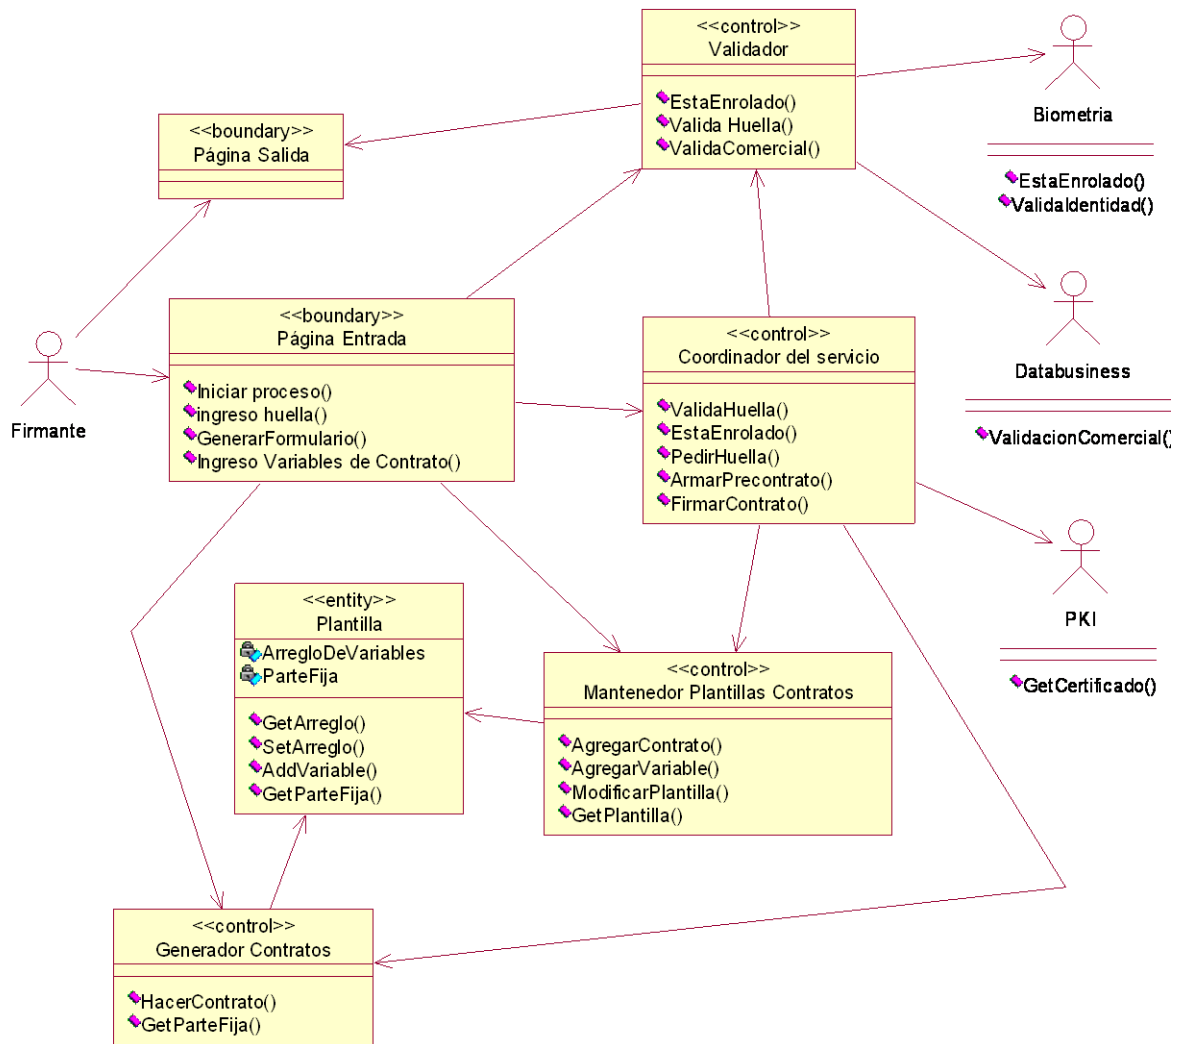 <<control>>
Validador
EstaEnrolado()
Valida Huella()
ValidaComercial()
Biometria
EstaEnrolado()
ValidaIdentidad()
<<boundary>>
Página Salida
<<boundary>>
Página Entrada
Iniciar proceso()
ingreso huella()
GenerarFormulario()
Ingreso Variables de Contrato()
Firmante
<<control>>
Coordinador del servicio
ValidaHuella()
EstaEnrolado()
PedirHuella()
ArmarPrecontrato()
FirmarContrato()
Databusiness
ValidacionComercial()
PKI
GetCertificado()
<<entity>>
Plantilla
ArregloDeVariables
ParteFija
GetArreglo()
SetArreglo()
AddVariable()
GetParteFija()
<<control>>
Mantenedor Plantillas Contratos
AgregarContrato()
AgregarVariable()
ModificarPlantilla()
GetPlantilla()
<<control>>
Generador Contratos
HacerContrato()
GetParteFija()